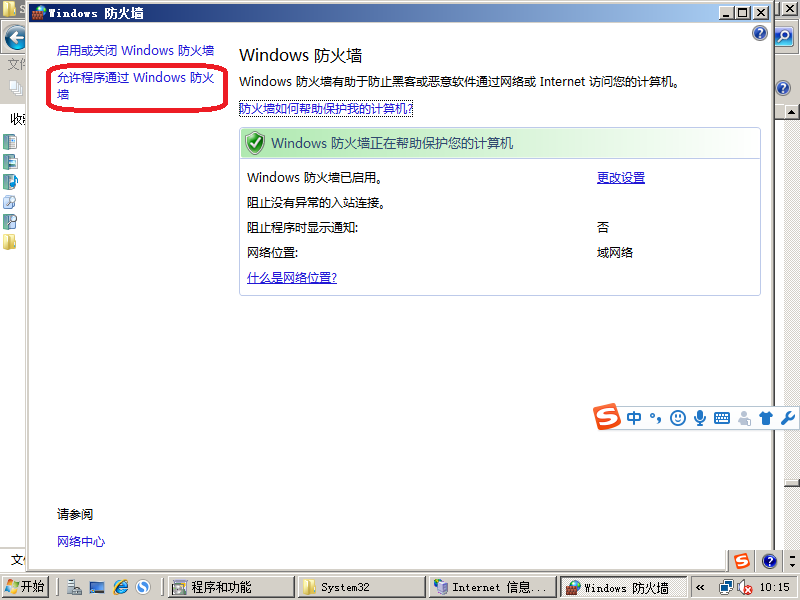 Windows 防火墙
启用或关闭 Windows 防火墙
允许程序通过 Windows 防火
墙
Windows 防火墙
Windows 防火墙有助于防止黑客或恶意软件通过网络或 Internet 访问您的计算机。
防火墙如何帮助保护我的计算机?
Windows 防火墙正在帮助保护您的计算机
Windows 防火墙已启用。
更改设置
阻止没有异常的入站连接。
阻止程序时显示通知:
否
网络位置:
域网络
什么是网络位置?
中
请参阅
网络中心
开始
程序和功能
System32
Internet 信息...
Windows 防火墙
10:15